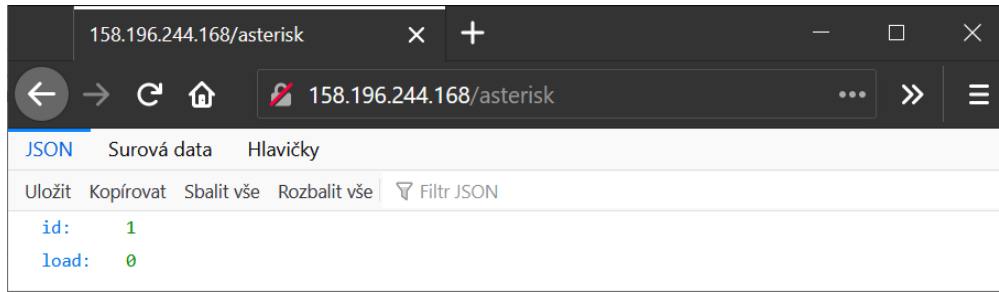 158.196.244.168/asterisk
158.196.244.168/asterisk
JSON Surová data Hlavičky
Uložit Kopírovat Sbalit vše Rozbalit vše Filtr JSON
id: 1
load: 0